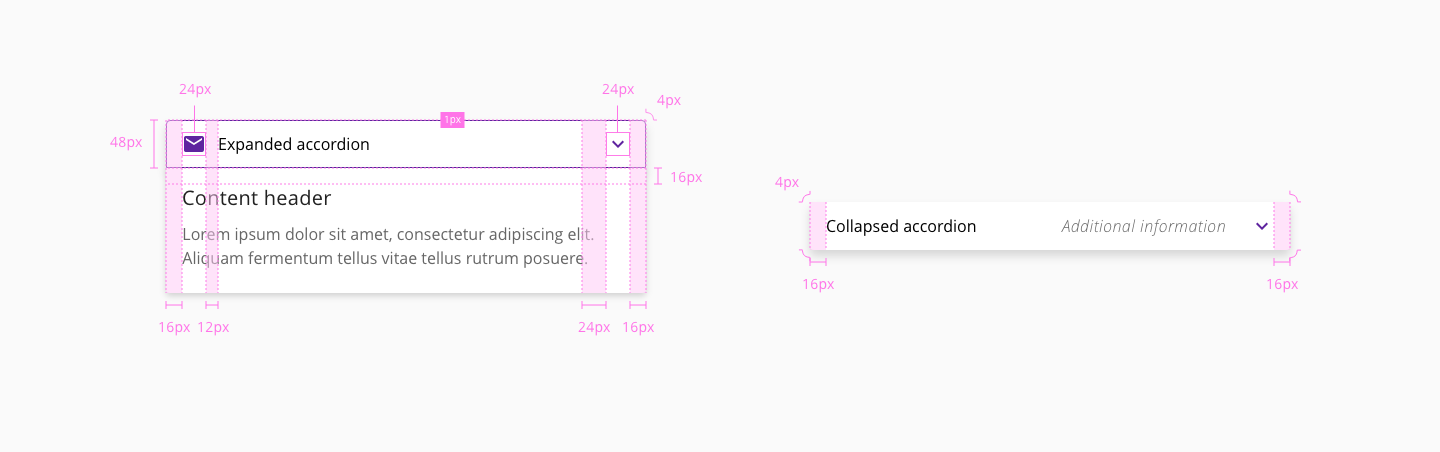 24px
24px
4px
1px
48px
Expanded accordion
16px
Content header
Lorem ipsum dolor sit amet, consectetur adipiscing elit.
Aliquam fermentum tellus vitae tellus rutrum posuere.
16px
12px
24px
16px
4px
Collapsed accordion
Additional information
16px
16px